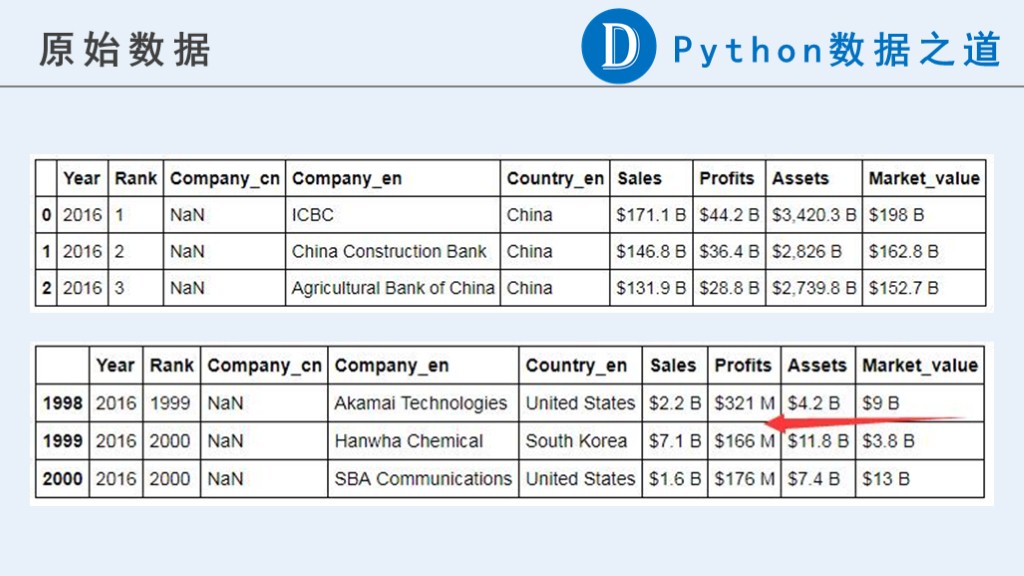 原始数据
D Python数据之道
Year Rank Company_cn Company_en Country_en Sales Profits Assets Market_value
0 2016 1 NaN ICBC China $171.1 B $44.2 B $3,420.3 B $198 B
1 2016 2 NaN China Construction Bank China $146.8 B $36.4 B $2,826 B $162.8 B
2 2016 3 NaN Agricultural Bank of China China $131.9 B $28.8 B $2,739.8 B $152.7 B
Year Rank Company_cn Company_en Country_en Sales Profits Assets Market_value
1998 2016 1999 NaN Akamai Technologies United States $2.2 B $321 M $4.2 B $9 B
1999 2016 2000 NaN Hanwha Chemical South Korea $7.1 B $166 M $11.8 B $3.8 B
2000 2016 2000 NaN SBA Communications United States $1.6 B $176 M $7.4 B $13 B